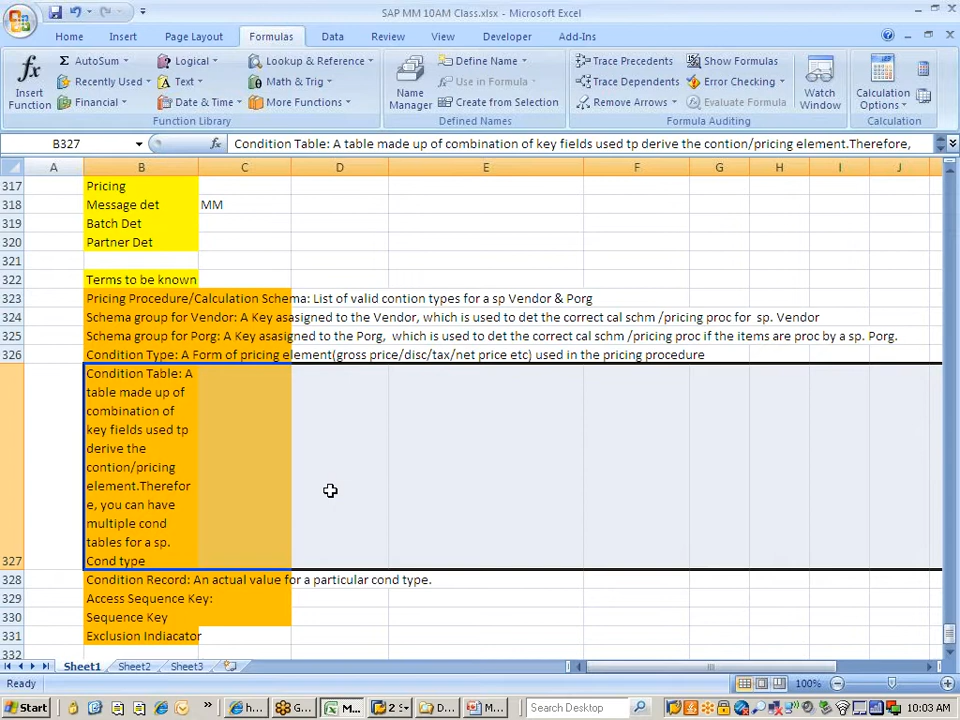 SAP MM 10AM Class.xlsx - Microsoft Excel
Home Insert Page Layout Formulas Data Review View Developer Add-Ins
Insert Function
AutoSum Logical Lookup & Reference
Recently Used Text Math & Trig
Financial Date & Time More Functions
Function Library
Name Manager
Define Name
Use in Formula
Create from Selection
Defined Names
Trace Precedents Show Formulas
Trace Dependents Error Checking
Remove Arrows Evaluate Formula
Formula Auditing
Watch Window
Calculation Options
Calculation
B327 fx Condition Table: A table made up of combination of key fields used tp derive the contion/pricing element.Therefore,
A B C D E F G H I J
317 Pricing
318 Message det MM
319 Batch Det
320 Partner Det
321
322 Terms to be known
323 Pricing Procedure/Calculation Schema: List of valid contion types for a sp Vendor & Porg
324 Schema group for Vendor: A Key asasigned to the Vendor, which is used to det the correct cal schm /pricing proc for sp. Vendor
325 Schema group for Porg: A Key asasigned to the Porg, which is used to det the correct cal schm /pricing proc if the items are proc by a sp. Porg.
326 Condition Type: A Form of pricing element(gross price/disc/tax/net price etc) used in the pricing procedure
Condition Table: A
table made up of
combination of
key fields used tp
derive the
contion/pricing
element.Therefor
e, you can have
multiple cond
tables for a sp.
327 Cond type
328 Condition Record: An actual value for a particular cond type.
329 Access Sequence Key:
330 Sequence Key
331 Exclusion Indiacator
332
Sheet1 Sheet2 Sheet3
Ready 100%
Start » h... G... M... 2 S D... M... Search Desktop 10:03 AM